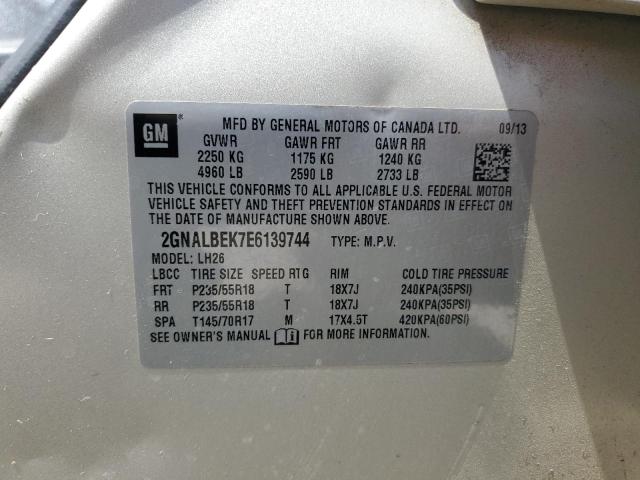 GM ® MFD BY GENERAL MOTORS OF CANADA LTD. 09/13
GVWR GAWR FRT GAWR RR
2250 KG 1175 KG 1240 KG
4960 LB 2590 LB 2733 LB
THIS VEHICLE CONFORMS TO ALL APPLICABLE U.S. FEDERAL MOTOR
VEHICLE SAFETY AND THEFT PREVENTION STANDARDS IN EFFECT ON
THE DATE OF MANUFACTURE SHOWN ABOVE.
2GNALBEK7E6139744 TYPE: M.P.V.
MODEL: LH26
LBCC TIRE SIZE SPEED RTG RIM COLD TIRE PRESSURE
FRT P235/55R18 T 18X7J 240KPA(35PSI)
RR P235/55R18 T 18X7J 240KPA(35PSI)
SPA T145/70R17 M 17X4.5T 420KPA(60PSI)
SEE OWNER'S MANUAL FOR MORE INFORMATION.